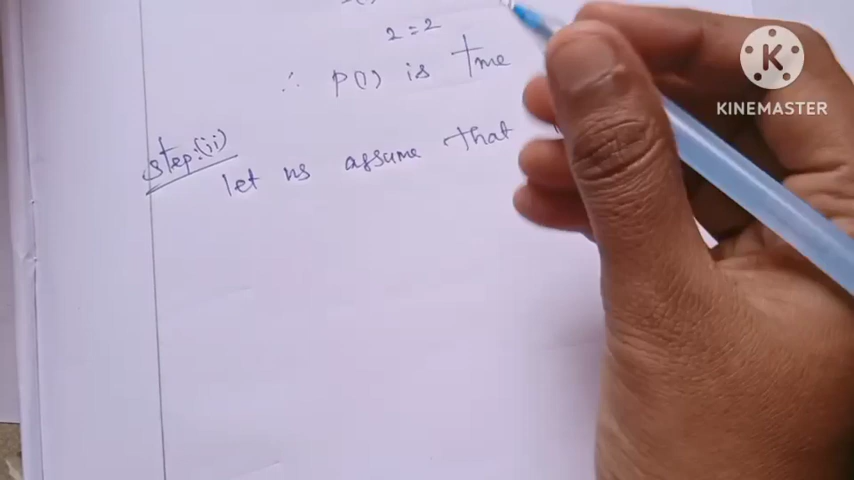 2 = 2
∴ P(1) is True
Step:(ii)
let us assume that
KINEMASTER